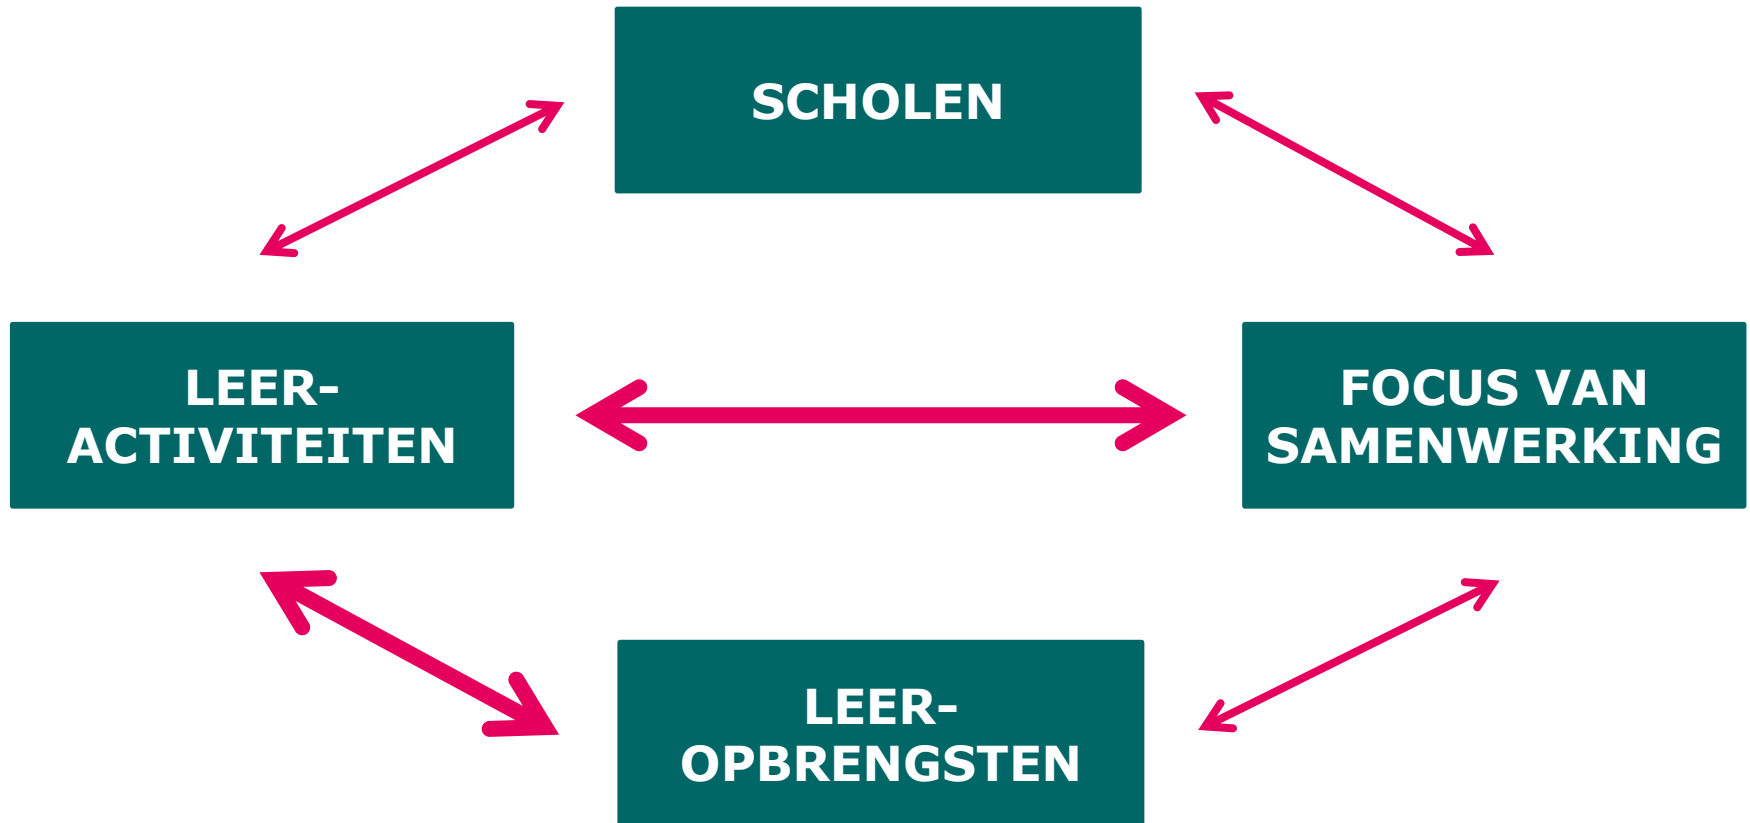 SCHOLEN
LEER-
ACTIVITEITEN
FOCUS VAN
SAMENWERKING
LEER-
OPBRENGSTEN